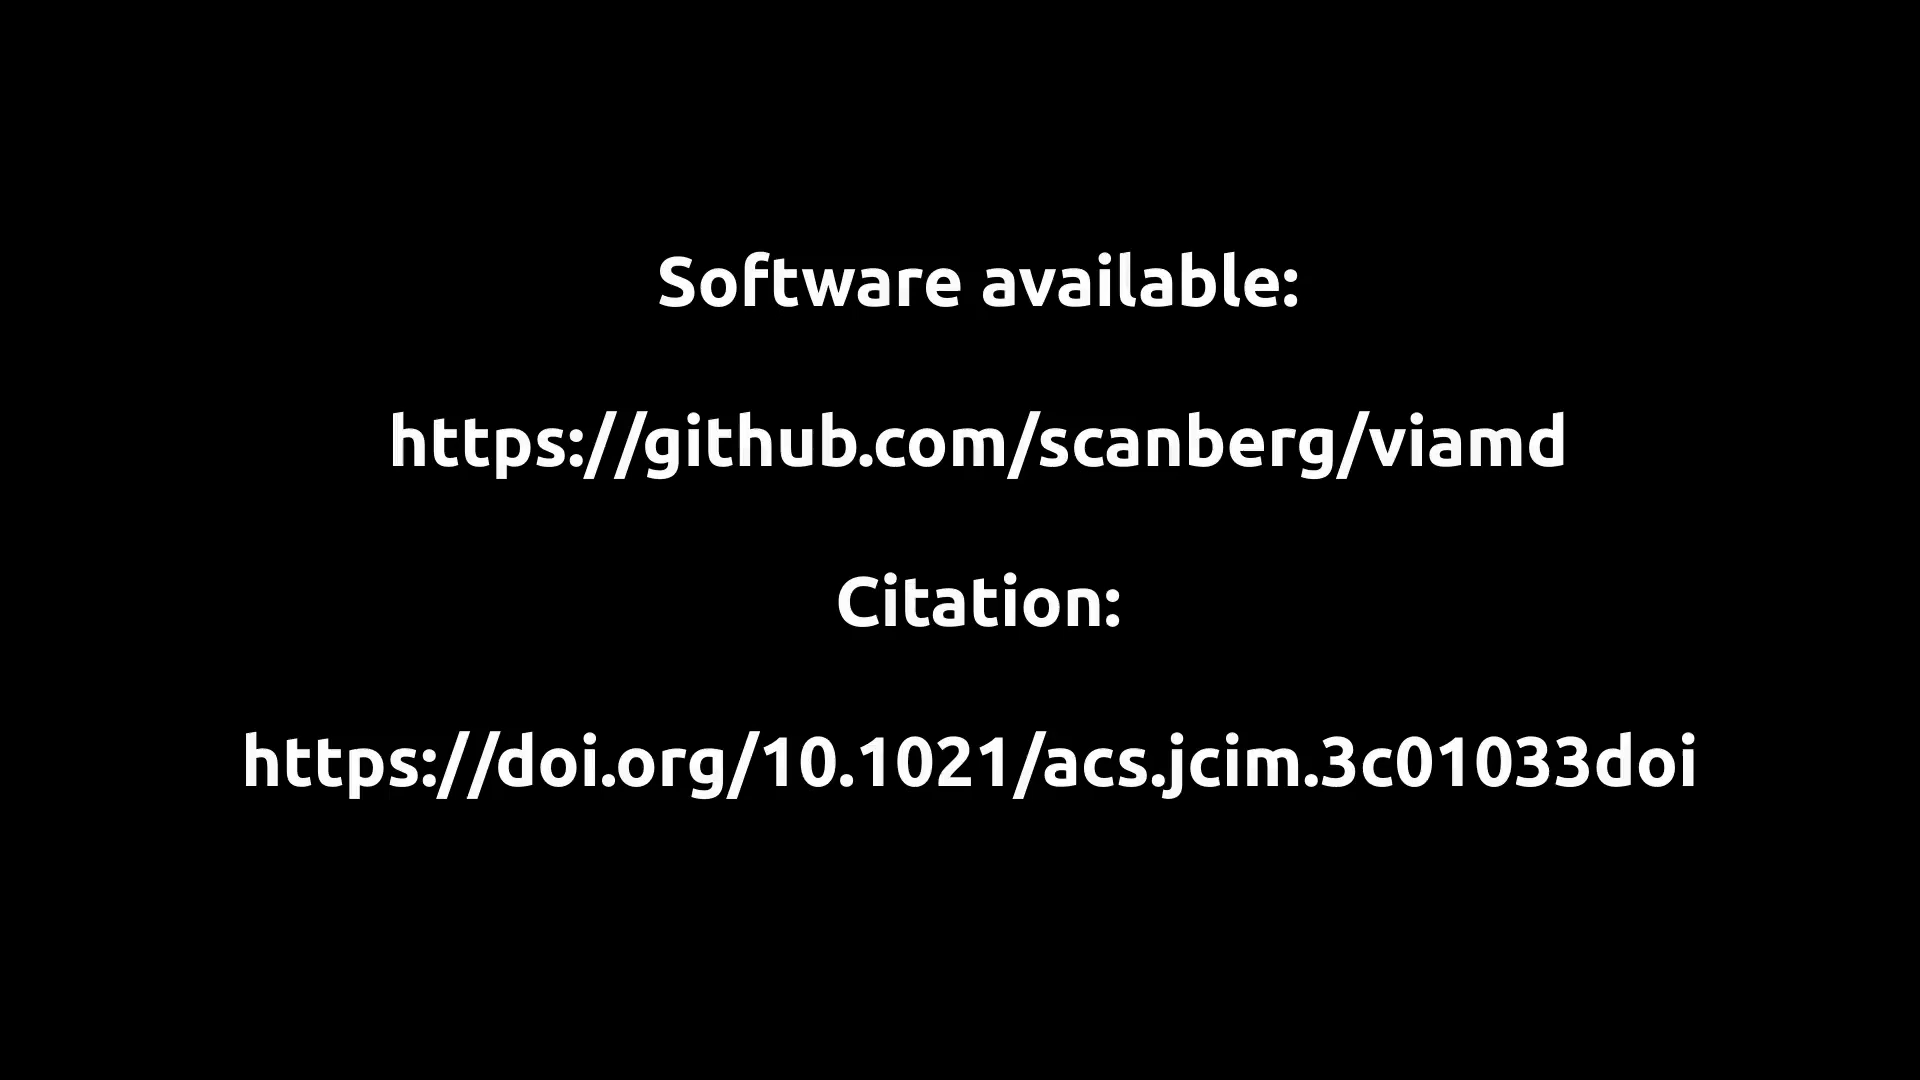 Software available:
https://github.com/scanberg/viamd
Citation:
https://doi.org/10.1021/acs.jcim.3c01033doi